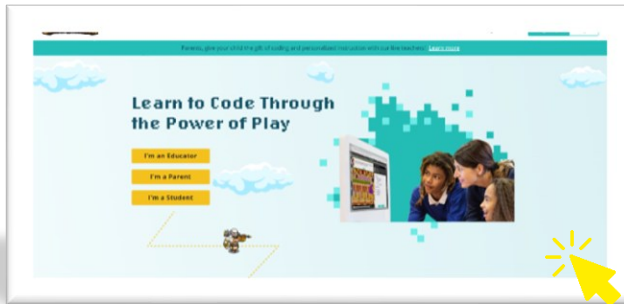 Parents, give your child the gift of coding and personalized instruction with our live teachers! Learn more
Learn to Code Through
the Power of Play
I'm an Educator
I'm a Parent
I'm a Student